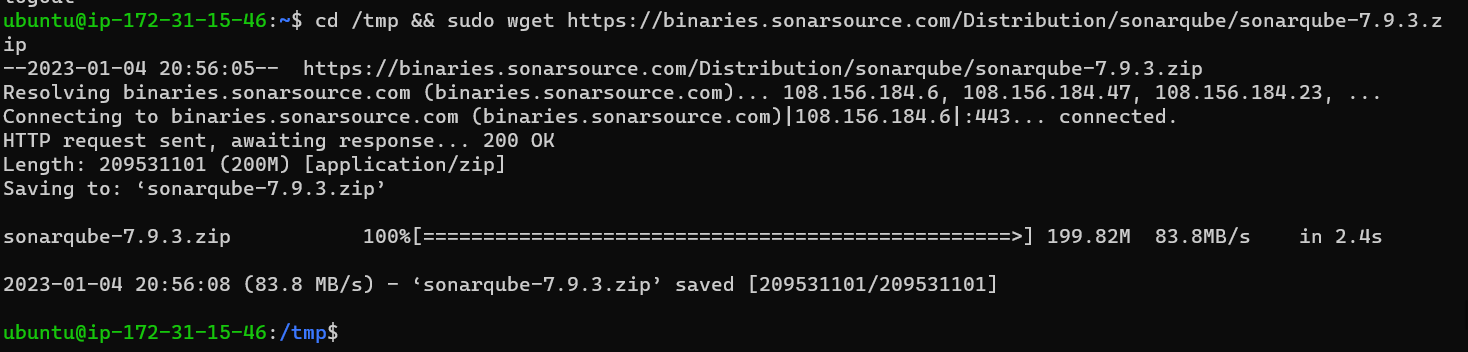 logout
ubuntu@ip-172-31-15-46:~$ cd /tmp && sudo wget https://binaries.sonarsource.com/Distribution/sonarqube/sonarqube-7.9.3.z
ip
--2023-01-04 20:56:05--  https://binaries.sonarsource.com/Distribution/sonarqube/sonarqube-7.9.3.zip
Resolving binaries.sonarsource.com (binaries.sonarsource.com)... 108.156.184.6, 108.156.184.47, 108.156.184.23, ...
Connecting to binaries.sonarsource.com (binaries.sonarsource.com)|108.156.184.6|:443... connected.
HTTP request sent, awaiting response... 200 OK
Length: 209531101 (200M) [application/zip]
Saving to: ‘sonarqube-7.9.3.zip’
sonarqube-7.9.3.zip           100%[=================================================>] 199.82M  83.8MB/s    in 2.4s
2023-01-04 20:56:08 (83.8 MB/s) - ‘sonarqube-7.9.3.zip’ saved [209531101/209531101]
ubuntu@ip-172-31-15-46:/tmp$